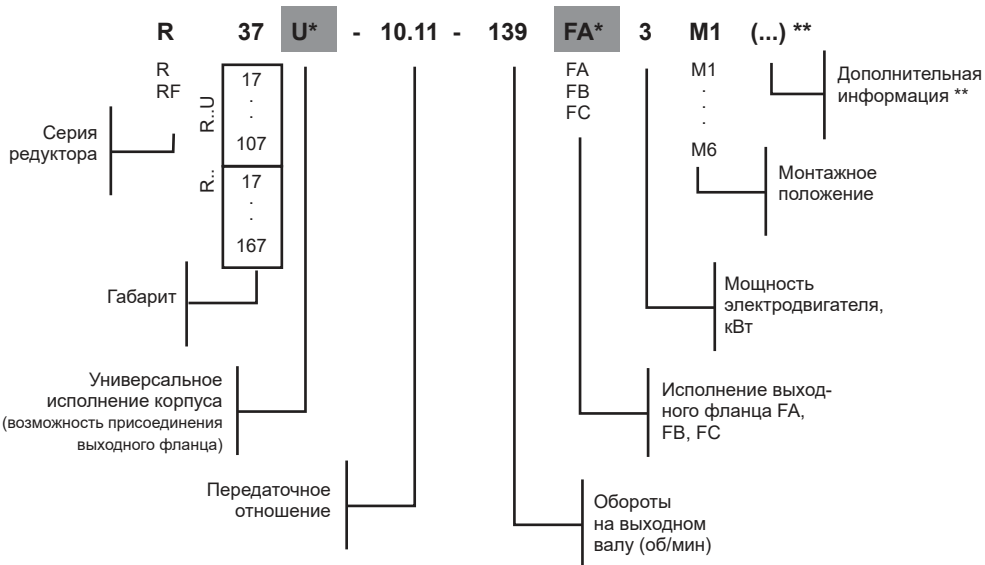 R 37 U* - 10.11 - 139 FA* 3 M1 (...) **
R
RF
R..U
17
.
.
107
R..
17
.
.
167
FA
FB
FC
M1
.
.
.
M6
Дополнительная
информация **
Серия
редуктора
Монтажное
положение
Габарит
Мощность
электродвигателя,
кВт
Универсальное
исполнение корпуса
(возможность присоединения
выходного фланца)
Исполнение выход-
ного фланца FA,
FB, FC
Передаточное
отношение
Обороты
на выходном
валу (об/мин)